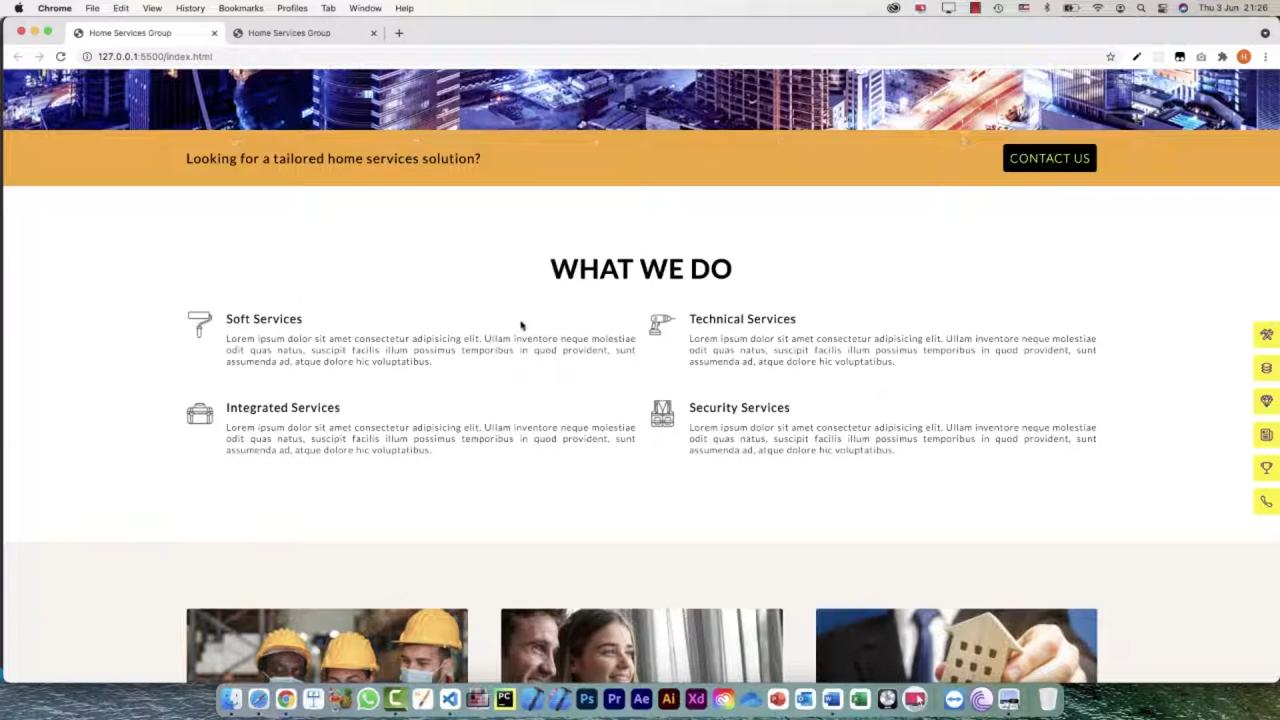 Chrome File Edit View History Bookmarks Profiles Tab Window Help Thu 3 Jun 21:26
Home Services Group Home Services Group
127.0.0.1:5500/index.html H
Looking for a tailored home services solution? CONTACT US
WHAT WE DO
Soft Services
Lorem ipsum dolor sit amet consectetur adipisicing elit. Ullam inventore neque molestiae
odit quas natus, suscipit facilis illum possimus temporibus in quod provident, sunt
assumenda ad, atque dolore hic voluptatibus.
Technical Services
Lorem ipsum dolor sit amet consectetur adipisicing elit. Ullam inventore neque molestiae
odit quas natus, suscipit facilis illum possimus temporibus in quod provident, sunt
assumenda ad, atque dolore hic voluptatibus.
Integrated Services
Lorem ipsum dolor sit amet consectetur adipisicing elit. Ullam inventore neque molestiae
odit quas natus, suscipit facilis illum possimus temporibus in quod provident, sunt
assumenda ad, atque dolore hic voluptatibus.
Security Services
Lorem ipsum dolor sit amet consectetur adipisicing elit. Ullam inventore neque molestiae
odit quas natus, suscipit facilis illum possimus temporibus in quod provident, sunt
assumenda ad, atque dolore hic voluptatibus.
PC Ps Pr Ae Ai Xd